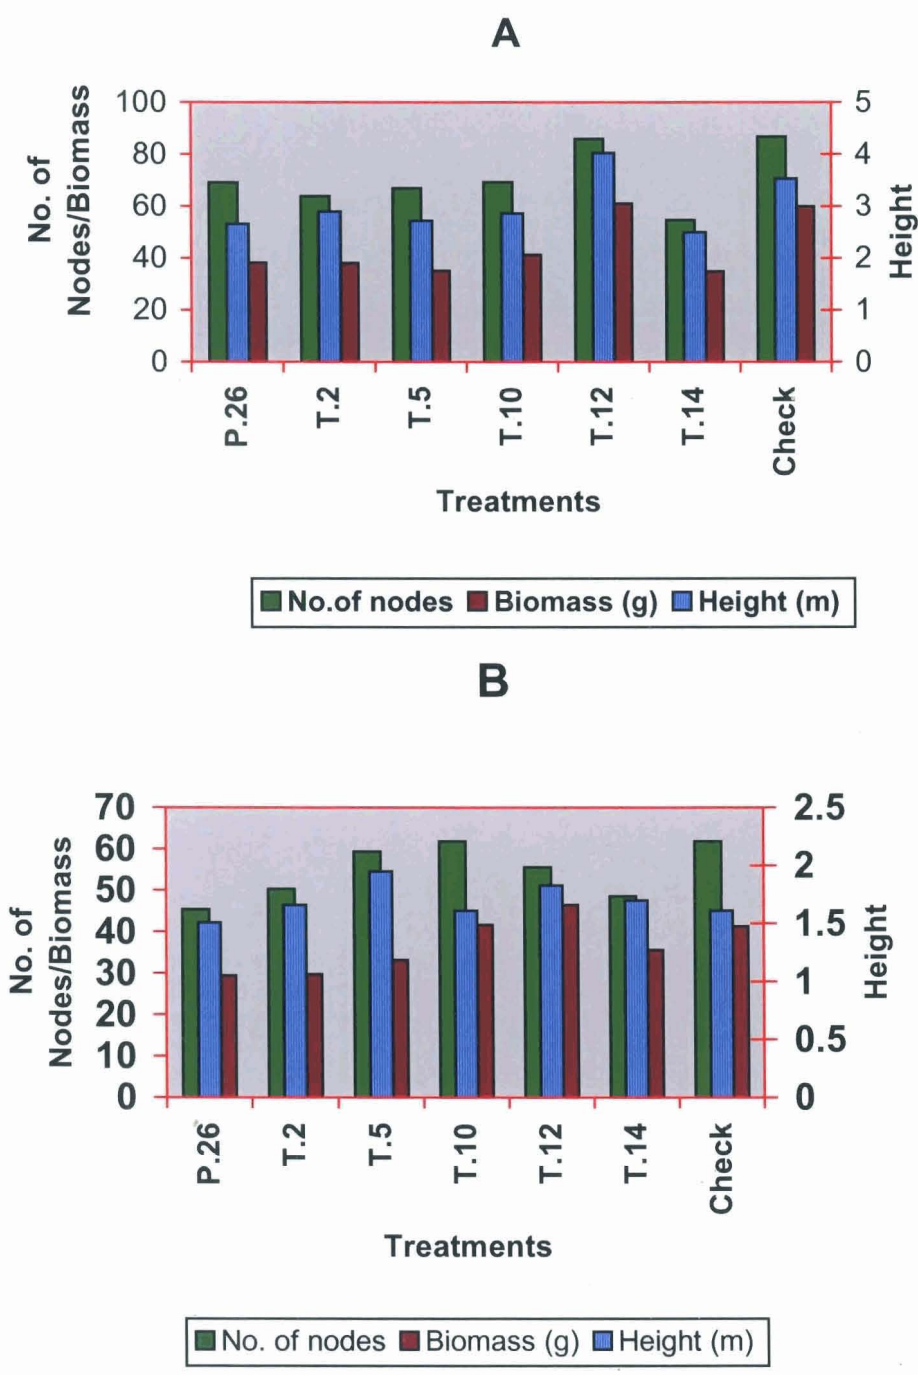 A
No. of
Nodes/Biomass
100
80
60
40
20
0
5
4
3
2
1
0
Height
P.26
T.2
T.5
T.10
T.12
T.14
Check
Treatments
No.of nodes Biomass (g) Height (m)
B
No. of
Nodes/Biomass
70
60
50
40
30
20
10
0
2.5
2
1.5
1
0.5
0
Height
P.26
T.2
T.5
T.10
T.12
T.14
Check
Treatments
No. of nodes Biomass (g) Height (m)